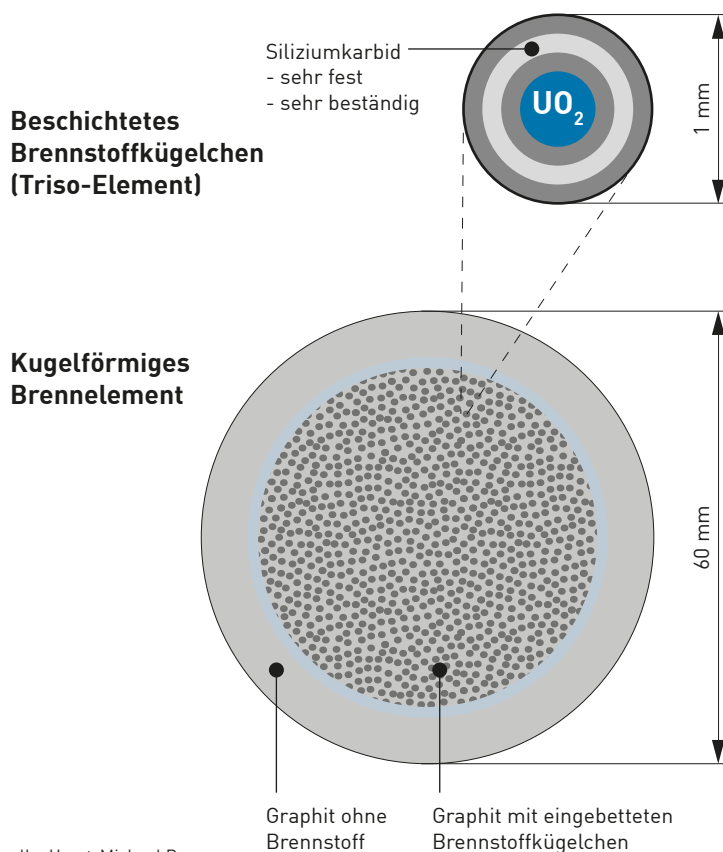 Siliziumkarbid
- sehr fest
- sehr beständig
UO₂
1 mm
Beschichtetes
Brennstoffkügelchen
(Triso-Element)
Kugelförmiges
Brennelement
60 mm
Graphit ohne
Brennstoff
Graphit mit eingebetteten
Brennstoffkügelchen